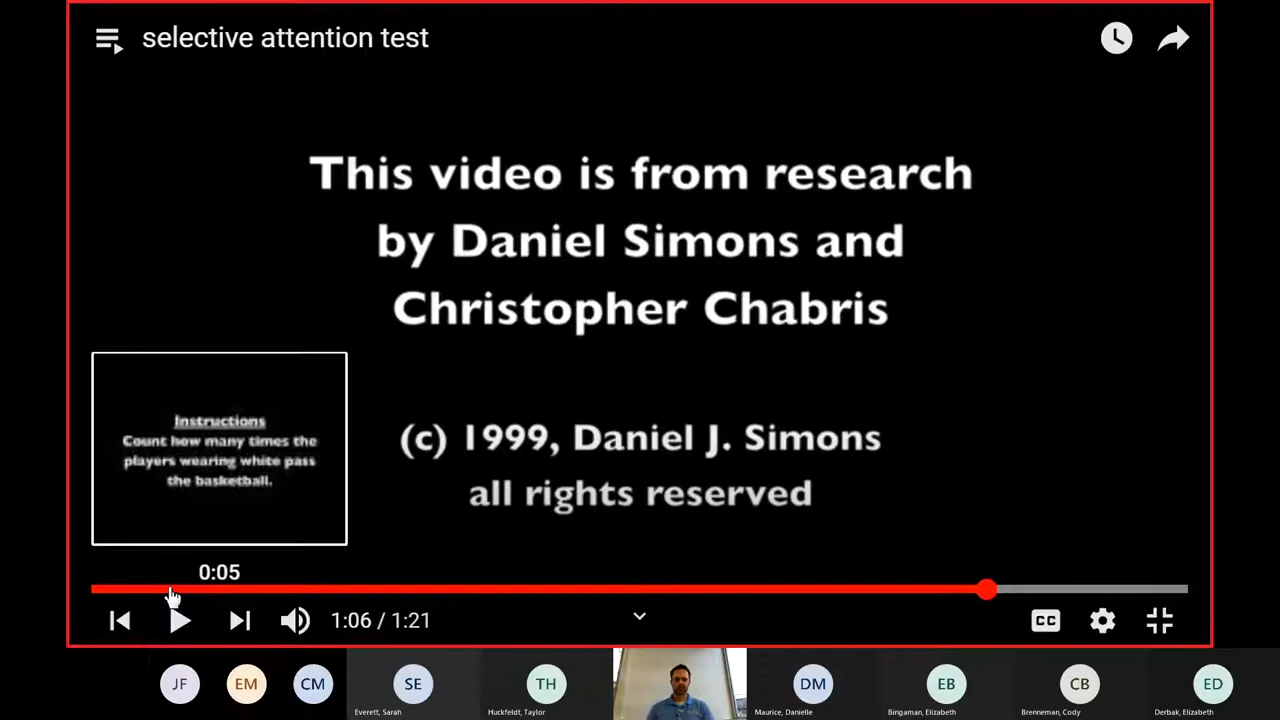 selective attention test
This video is from research
by Daniel Simons and
Christopher Chabris
(c) 1999, Daniel J. Simons
all rights reserved
Instructions
Count how many times the
players wearing white pass
the basketball.
0:05
1:06 / 1:21
CC
JF
EM
CM
SE
TH
DM
EB
CB
ED
Everett, Sarah
Huckfeldt, Taylor
Maurice, Danielle
Bingaman, Elizabeth
Brenneman, Cody
Derbak, Elizabeth